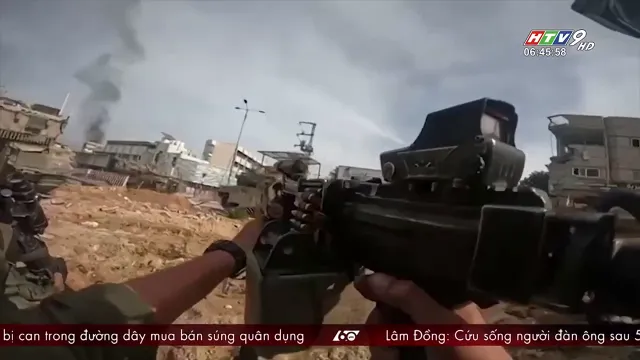 HTV9 HD
06:45:58
bị can trong đường dây mua bán súng quân dụng 60 Lâm Đồng: Cứu sống người đàn ông sau 5